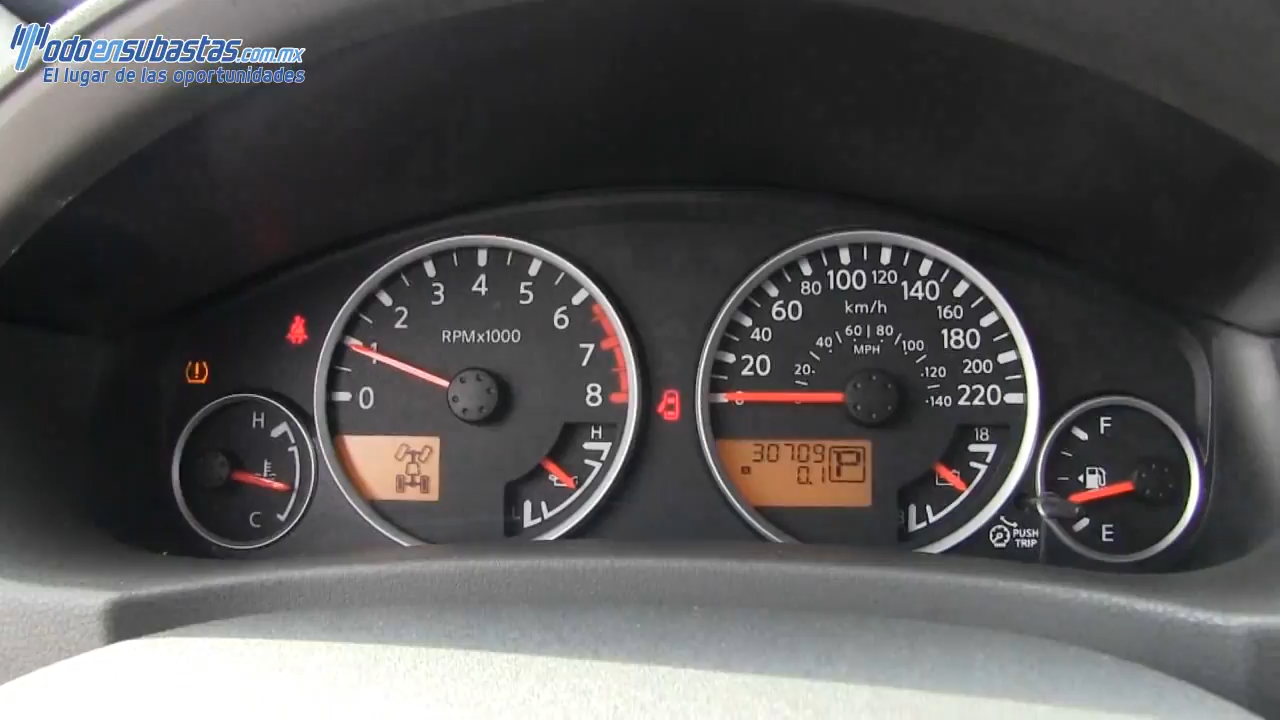 Todoensubastas.com.mx
El lugar de las oportunidades
0 1 2 3 4 5 6 7 8
RPMx1000
H
C
H
L
0 20 40 60 80 100 120 140 160 180 200 220
km/h
20 40 60 80 100 120 140
MPH
30709
0.1
P
18
8
F
E
PUSH
TRIP